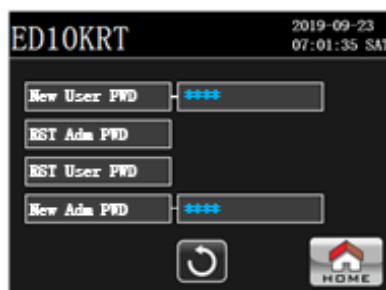 ED10KRT
2019-09-23
07:01:35 SAT
New User PWD
****
RST Adm PWD
RST User PWD
New Adm PWD
****
HOME